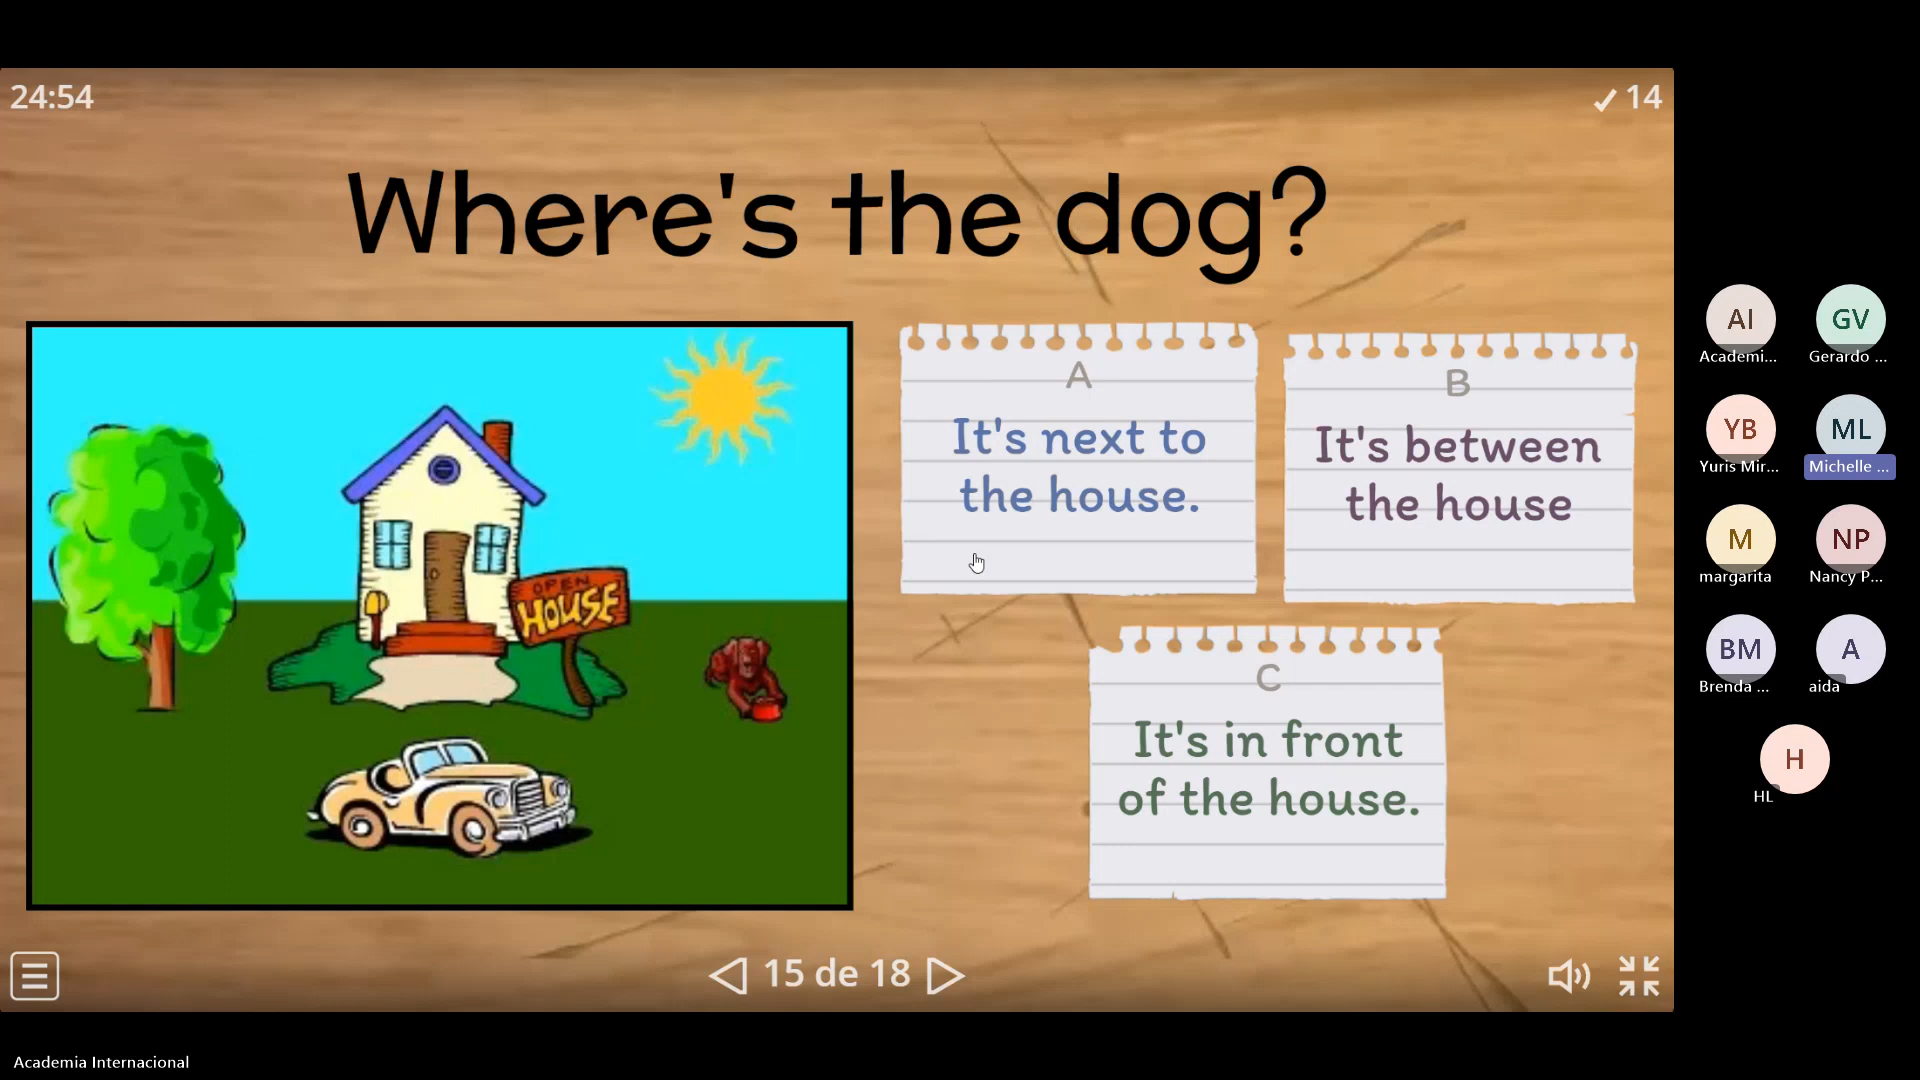 24:54
14
Where's the dog?
OPEN
HOUSE
A
It's next to
the house.
B
It's between
the house
C
It's in front
of the house.
15 de 18
AI
Academi...
GV
Gerardo ...
YB
Yuris Mir...
ML
Michelle ...
M
margarita
NP
Nancy P...
BM
Brenda ...
A
aida
H
HL
Academia Internacional